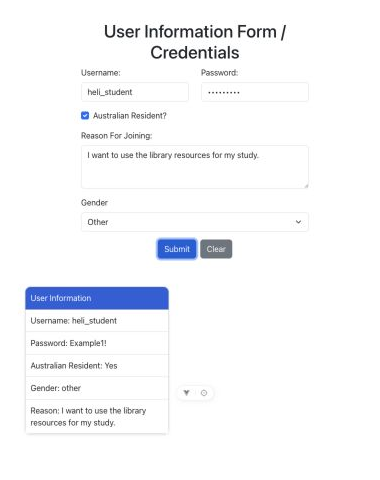 User Information Form /
Credentials
Username:
Password:
heli_student
•••••••••
Australian Resident?
Reason For Joining:
I want to use the library resources for my study.
Gender
Other
Submit
Clear
User Information
Username: heli_student
Password: Example1!
Australian Resident: Yes
Gender: other
Reason: I want to use the library
resources for my study.